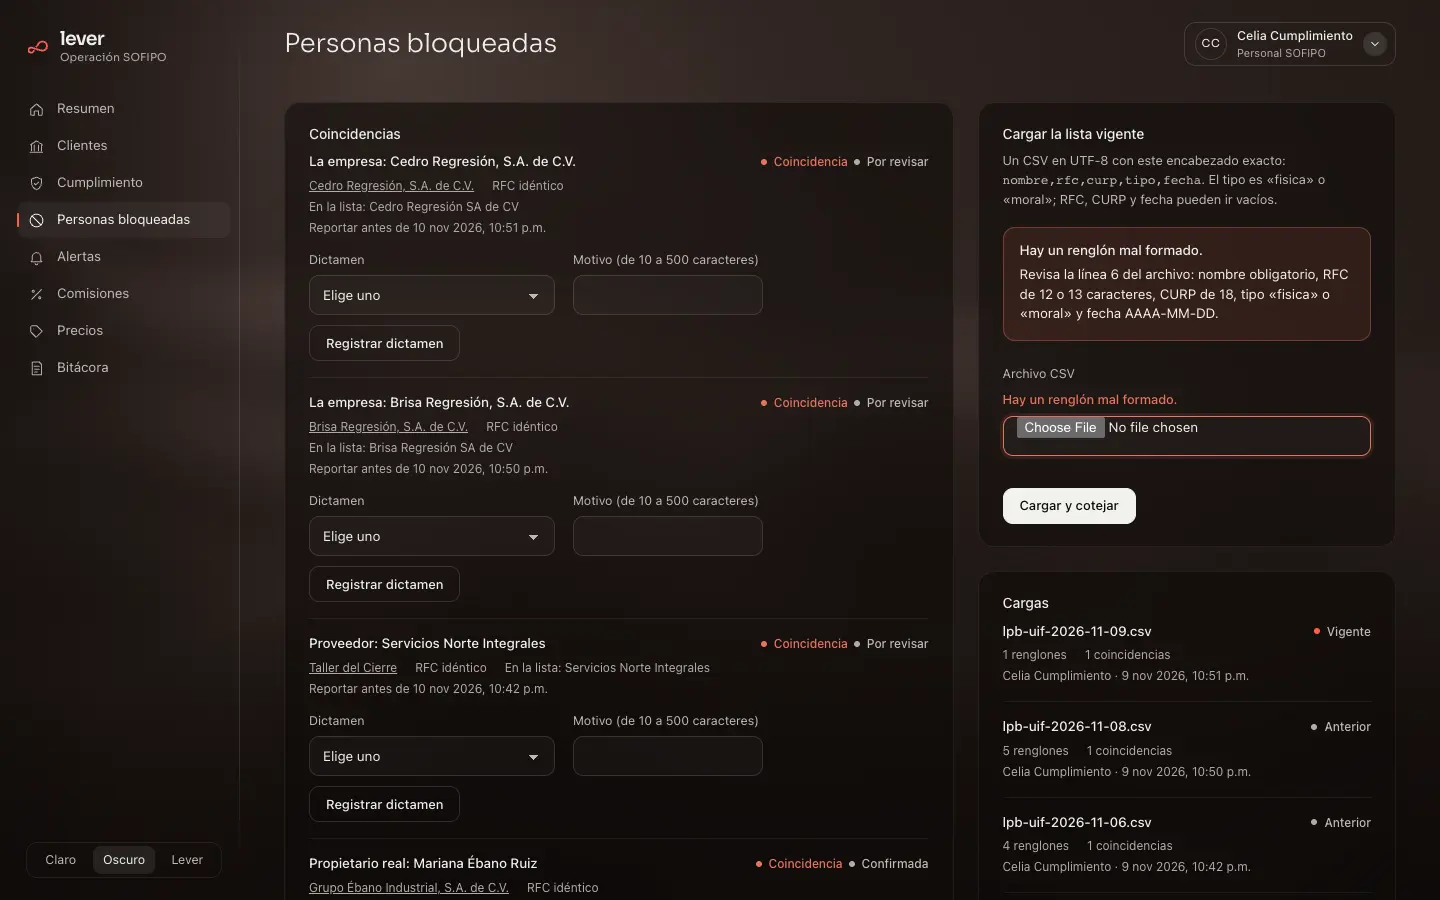 lever
Operación SOFIPO
Resumen
Clientes
Cumplimiento
Personas bloqueadas
Alertas
Comisiones
Precios
Bitácora
Claro
Oscuro
Lever
Personas bloqueadas
CC
Celia Cumplimiento
Personal SOFIPO
Coincidencias
La empresa: Cedro Regresión, S.A. de C.V.
Coincidencia
Por revisar
Cedro Regresión, S.A. de C.V.
RFC idéntico
En la lista: Cedro Regresión SA de CV
Reportar antes de 10 nov 2026, 10:51 p.m.
Dictamen
Motivo (de 10 a 500 caracteres)
Elige uno
Registrar dictamen
La empresa: Brisa Regresión, S.A. de C.V.
Coincidencia
Por revisar
Brisa Regresión, S.A. de C.V.
RFC idéntico
En la lista: Brisa Regresión SA de CV
Reportar antes de 10 nov 2026, 10:50 p.m.
Dictamen
Motivo (de 10 a 500 caracteres)
Elige uno
Registrar dictamen
Proveedor: Servicios Norte Integrales
Coincidencia
Por revisar
Taller del Cierre
RFC idéntico
En la lista: Servicios Norte Integrales
Reportar antes de 10 nov 2026, 10:42 p.m.
Dictamen
Motivo (de 10 a 500 caracteres)
Elige uno
Registrar dictamen
Propietario real: Mariana Ébano Ruiz
Coincidencia
Confirmada
Grupo Ébano Industrial, S.A. de C.V.
RFC idéntico
Cargar la lista vigente
Un CSV en UTF-8 con este encabezado exacto:
nombre,rfc,curp,tipo,fecha. El tipo es «fisica» o
«moral»; RFC, CURP y fecha pueden ir vacíos.
Hay un renglón mal formado.
Revisa la línea 6 del archivo: nombre obligatorio, RFC
de 12 o 13 caracteres, CURP de 18, tipo «fisica» o
«moral» y fecha AAAA-MM-DD.
Archivo CSV
Hay un renglón mal formado.
Choose File No file chosen
Cargar y cotejar
Cargas
lpb-uif-2026-11-09.csv
Vigente
1 renglones
1 coincidencias
Celia Cumplimiento · 9 nov 2026, 10:51 p.m.
lpb-uif-2026-11-08.csv
Anterior
5 renglones
1 coincidencias
Celia Cumplimiento · 9 nov 2026, 10:50 p.m.
lpb-uif-2026-11-06.csv
Anterior
4 renglones
1 coincidencias
Celia Cumplimiento · 9 nov 2026, 10:42 p.m.